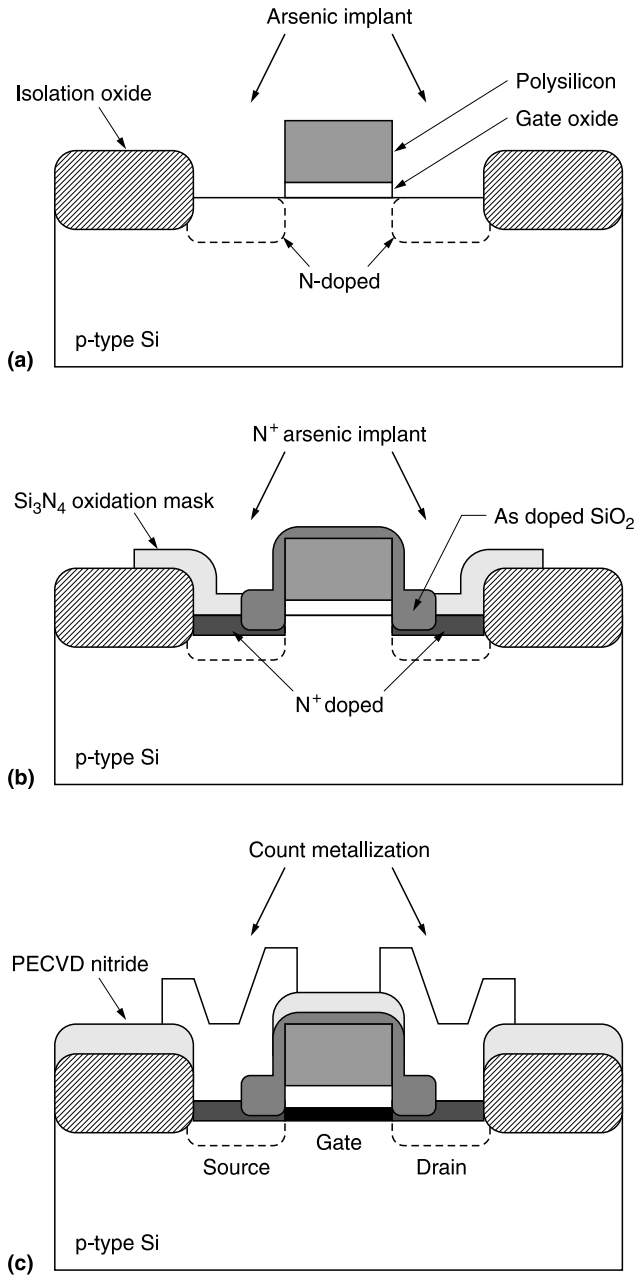 Arsenic implant
Isolation oxide
Polysilicon
Gate oxide
N-doped
p-type Si
(a)
N⁺ arsenic implant
Si₃N₄ oxidation mask
As doped SiO₂
N⁺ doped
p-type Si
(b)
Count metallization
PECVD nitride
Source
Gate
Drain
p-type Si
(c)